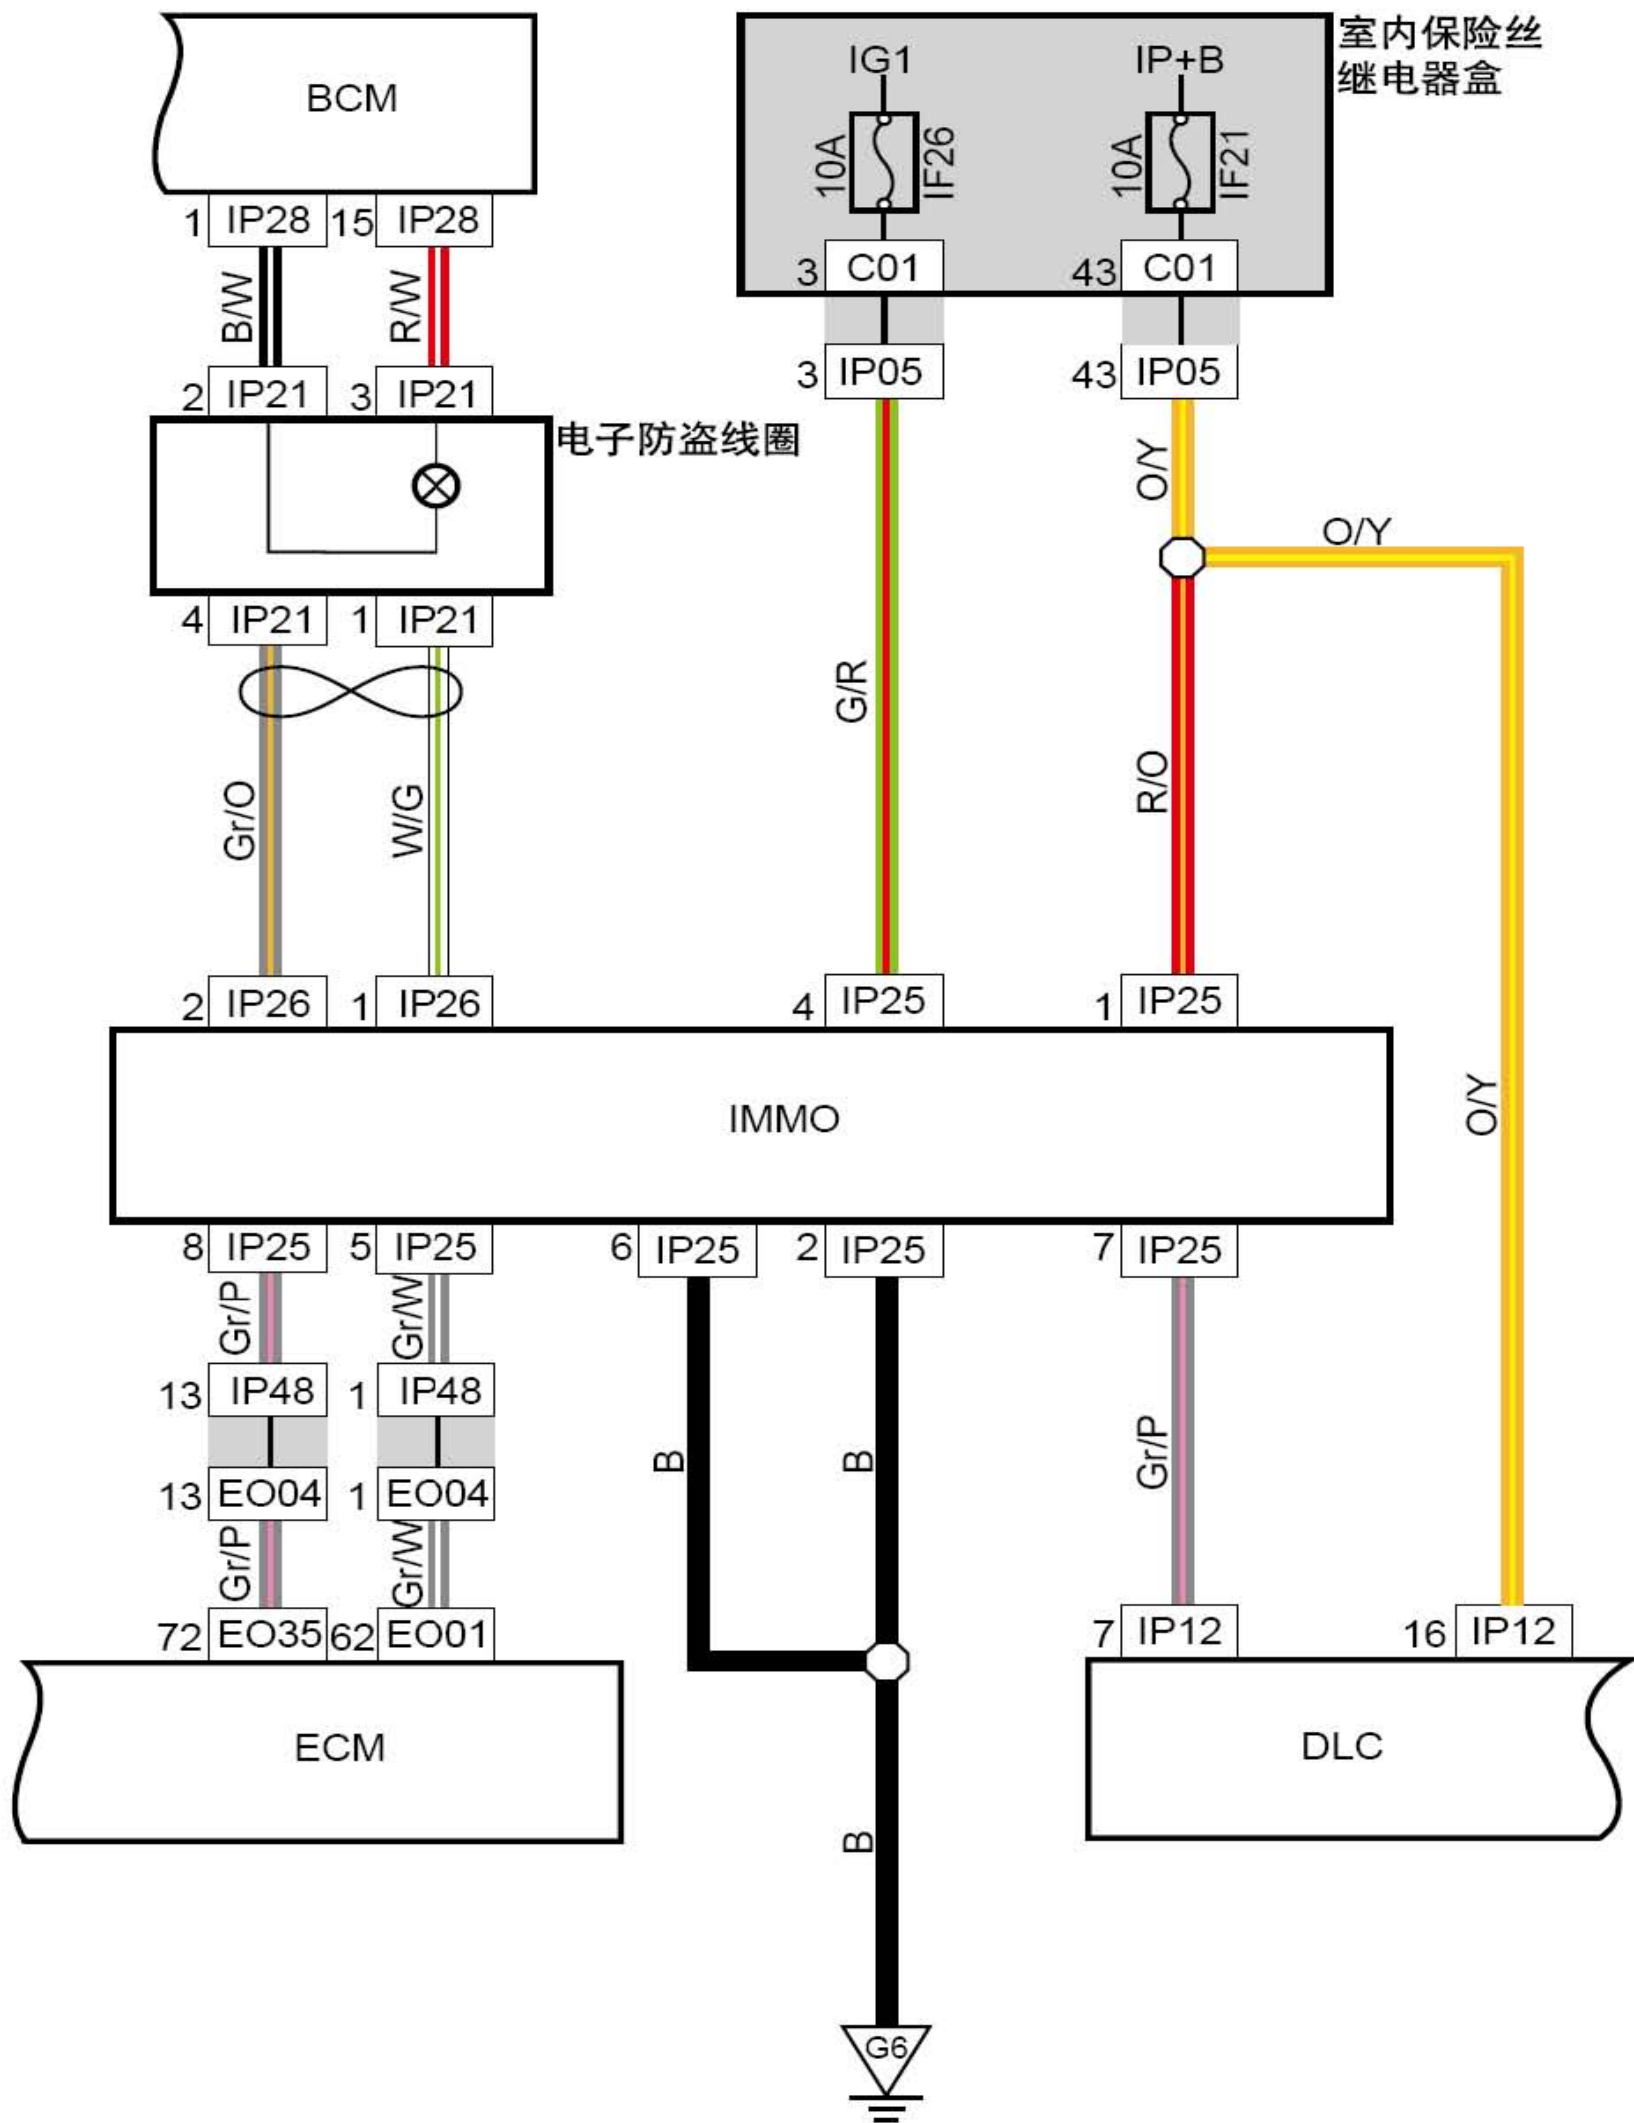 BCM
1 IP28 15 IP28
B/W R/W
2 IP21 3 IP21
电子防盗线圈
4 IP21 1 IP21
Gr/O W/G
2 IP26 1 IP26
室内保险丝
继电器盒
IG1 IP+B
10A IF26 10A IF21
3 C01 43 C01
3 IP05 43 IP05
O/Y
O/Y
G/R R/O
O/Y
4 IP25 1 IP25
IMMO
8 IP25 5 IP25 6 IP25 2 IP25 7 IP25
Gr/P Gr/W
13 IP48 1 IP48
B B Gr/P
13 EO04 1 EO04
Gr/P Gr/W
72 EO35 62 EO01
7 IP12 16 IP12
ECM
DLC
B
G6